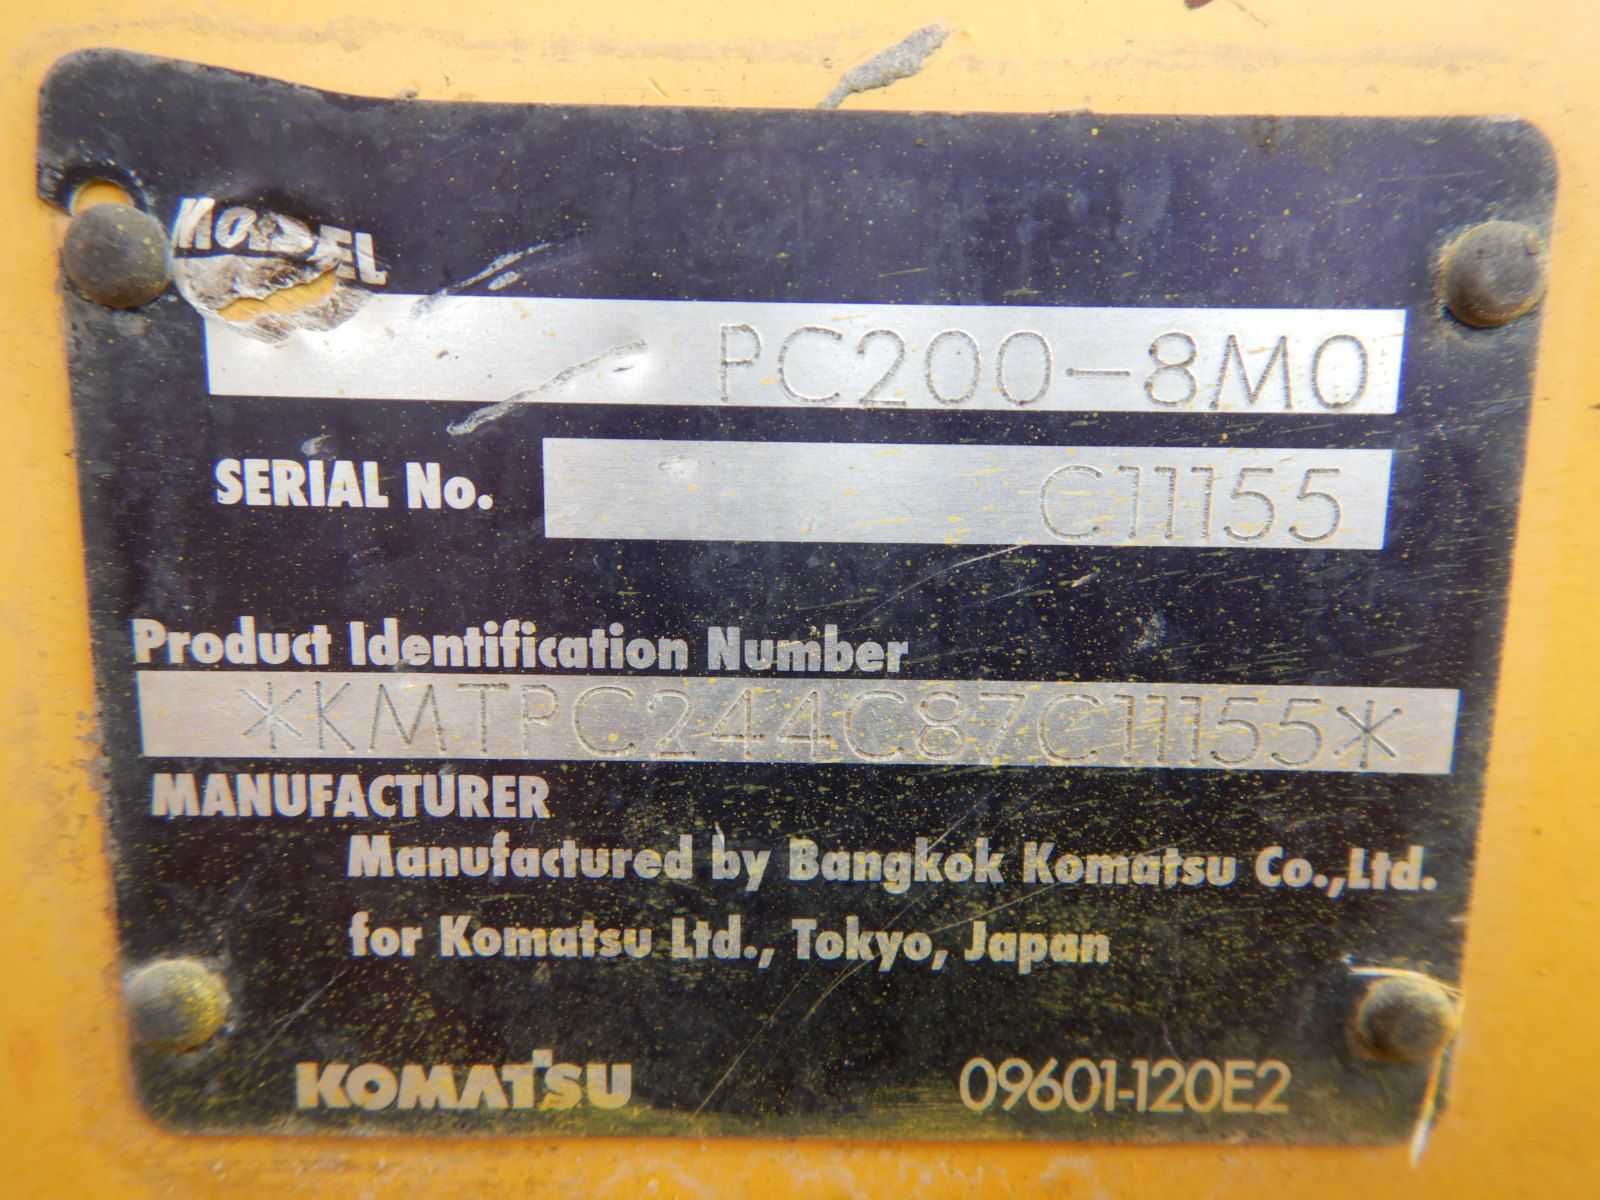 MODEL
PC200-8M0
SERIAL No. C11155
Product Identification Number
*KMTPC244C87C11155*
MANUFACTURER
Manufactured by Bangkok Komatsu Co.,Ltd.
for Komatsu Ltd., Tokyo, Japan
KOMATSU 09601-120E2